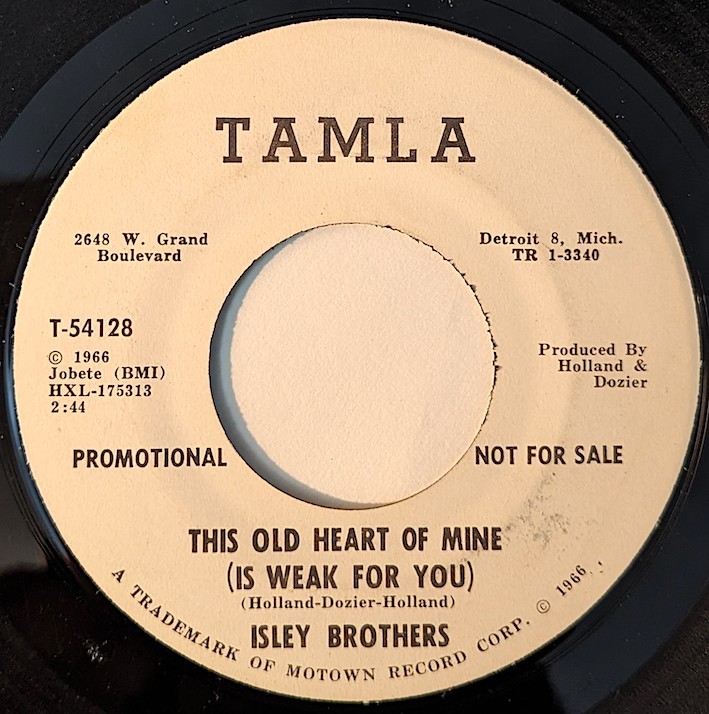 TAMLA
2648 W. Grand
Boulevard
Detroit 8, Mich.
TR 1-3340
T-54128
© 1966
Jobete (BMI)
HXL-175313
2:44
Produced By
Holland &
Dozier
PROMOTIONAL
NOT FOR SALE
THIS OLD HEART OF MINE
(IS WEAK FOR YOU)
(Holland-Dozier-Holland)
ISLEY BROTHERS
A TRADEMARK OF MOTOWN RECORD CORP. © 1966